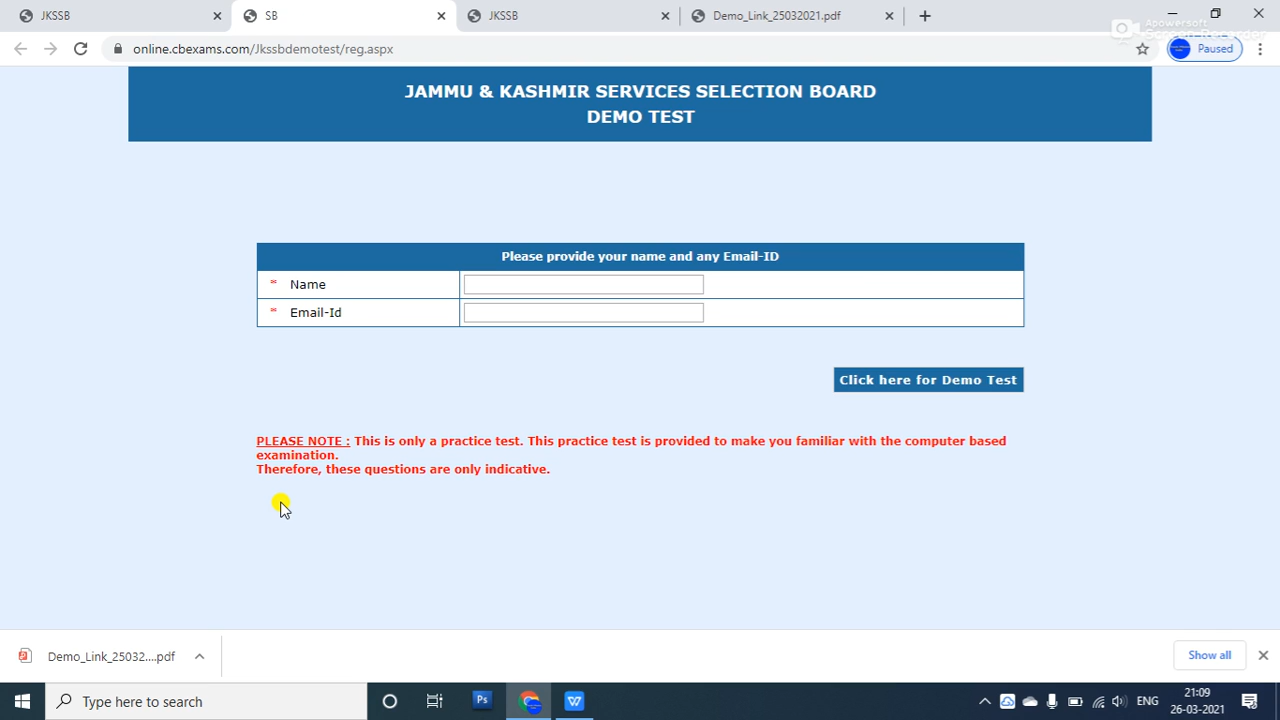 JKSSB
SB
JKSSB
Demo_Link_25032021.pdf
Apowersoft
Screen Recorder
online.cbexams.com/Jkssbdemotest/reg.aspx
Paused
JAMMU & KASHMIR SERVICES SELECTION BOARD
DEMO TEST
Please provide your name and any Email-ID
* Name
* Email-Id
Click here for Demo Test
PLEASE NOTE : This is only a practice test. This practice test is provided to make you familiar with the computer based
examination.
Therefore, these questions are only indicative.
Demo_Link_25032....pdf
Show all
Type here to search
Ps
W
ENG
21:09
26-03-2021